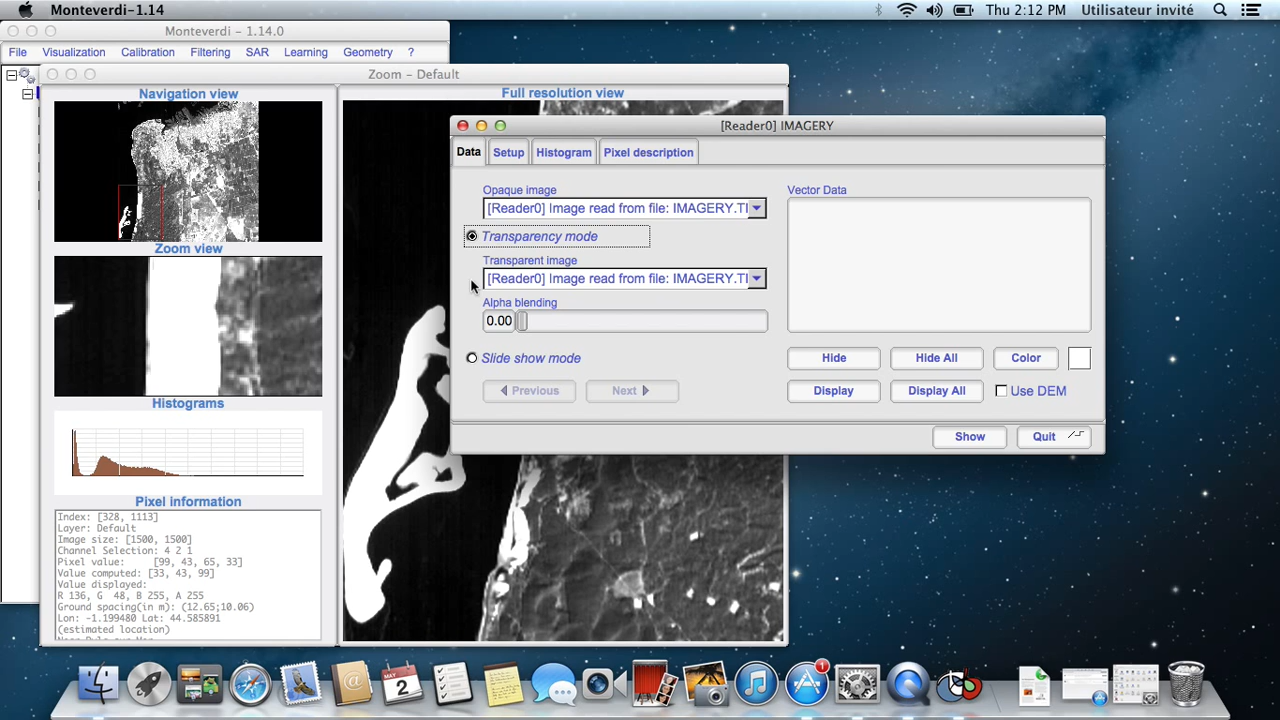 Monteverdi-1.14
Thu 2:12 PM Utilisateur invité
Monteverdi - 1.14.0
File Visualization Calibration Filtering SAR Learning Geometry ?
Zoom - Default
Navigation view
Full resolution view
Zoom view
Histograms
Pixel information
Index: [328, 1113]
Layer: Default
Image size: [1500, 1500]
Channel Selection: 4 2 1
Pixel value: [99, 43, 65, 33]
Value computed: [33, 43, 99]
Value displayed:
R 136, G 48, B 255, A 255
Ground spacing(in m): (12.65;10.06)
Lon: -1.199480 Lat: 44.585891
(estimated location)
[Reader0] IMAGERY
Data Setup Histogram Pixel description
Opaque image
[Reader0] Image read from file: IMAGERY.TI
Transparency mode
Transparent image
[Reader0] Image read from file: IMAGERY.TI
Alpha blending
0.00
Slide show mode
Previous Next
Vector Data
Hide Hide All Color
Display Display All Use DEM
Show Quit
MAY
2
1